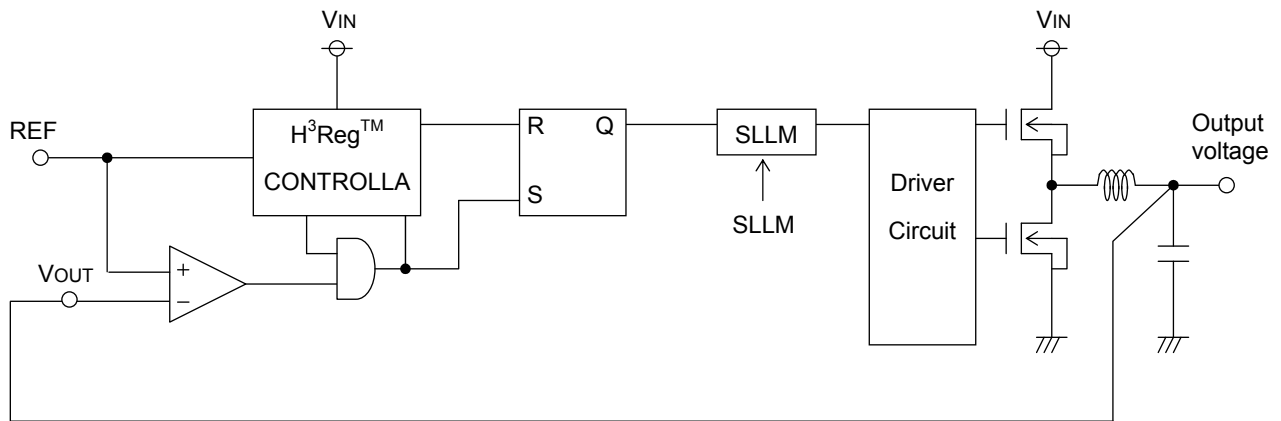 VIN
VIN
REF
H³Reg™
CONTROLLA
R
Q
S
SLLM
SLLM
Driver
Circuit
Output
voltage
VOUT
+
−